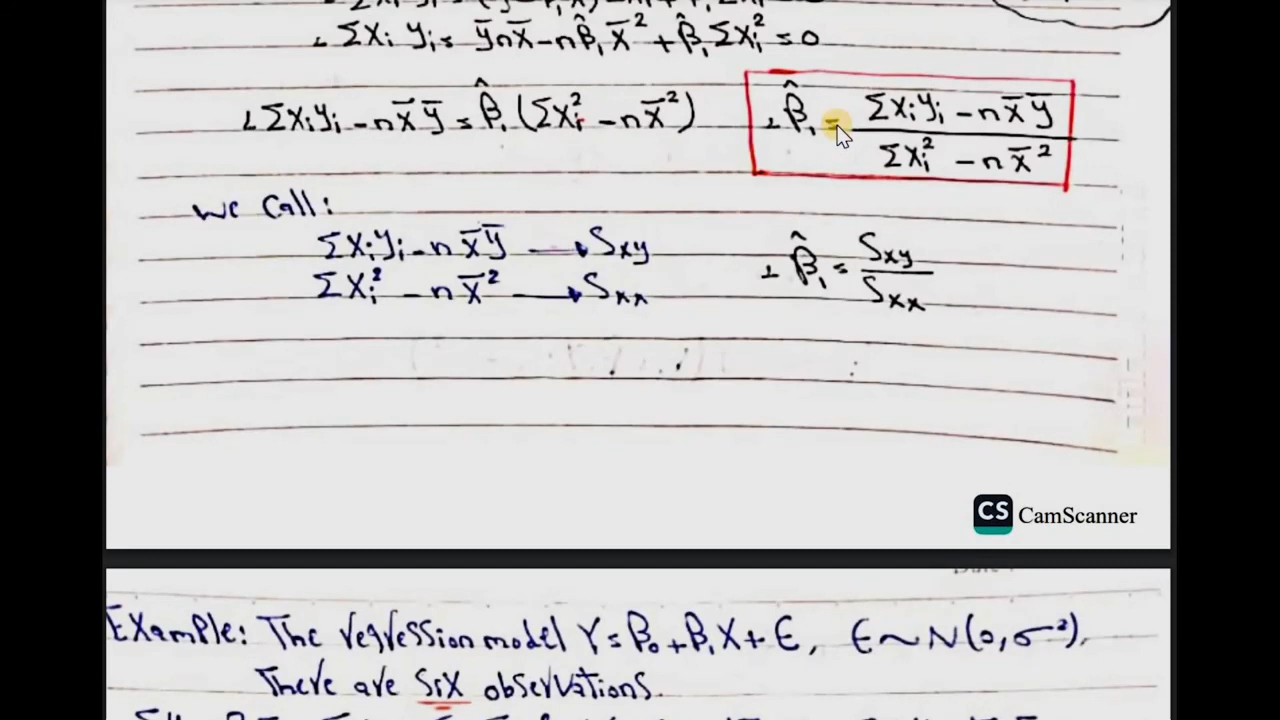 ∴ Σxᵢ yᵢ = ȳnx̄ - nβ̂₁x̄² + β̂₁Σxᵢ² = 0
∴ Σxᵢyᵢ - nx̄ȳ = β̂₁(Σxᵢ² - nx̄²)
∴ β̂₁ = (Σxᵢyᵢ - nx̄ȳ) / (Σxᵢ² - nx̄²)
We Call:
Σxᵢyᵢ - nx̄ȳ → Sxy
Σxᵢ² - nx̄² → Sxx
∴ β̂₁ = Sxy / Sxx
CS CamScanner
Example: The regression model Y = β₀ + β₁X + ε, ε ~ N(0, σ²).
There are Six observations.